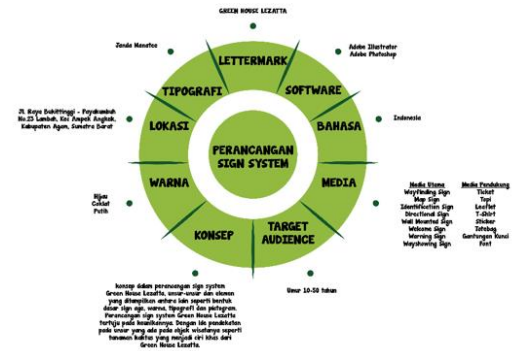 GREEN HOUSE LEZATTA
LETTERMARK
Janda Manatee
TIPOGRAFI
Adobe Illustrator
Adobe Photoshop
SOFTWARE
Jl. Raya Bukittinggi - Payakumbuh
No.23 Lambah, Kec Ampek Angkek,
Kabupaten Agam, Sumatra Barat
LOKASI
BAHASA
Indonesia
PERANCANGAN
SIGN SYSTEM
Hijau
Coklat
Putih
WARNA
MEDIA
Media Utama
Wayfinding Sign
Map Sign
Identification Sign
Directional Sign
Wall Mounted Sign
Welcome Sign
Warning Sign
Wayshowing Sign
Media Pendukung
Ticket
Topi
Leaflet
T-Shirt
Sticker
Totebag
Gantungan Kunci
KONSEP
TARGET
AUDIENCE
Umur 10-50 tahun
konsep dalam perancangan sign system
Green House Lezatta, unsur-unsur dan elemen
yang ditampilkan antara lain seperti bentuk
dasar sign age, warna, tipografi dan piktogram.
Perancangan sign system Green House Lezatta
tertuju pada keunikannya. Dengan ide pendekatan
pada unsur yang ada pada objek wisatanya seperti
tanaman kaktus yang menjadi ciri khas dari
Green House Lezatta.